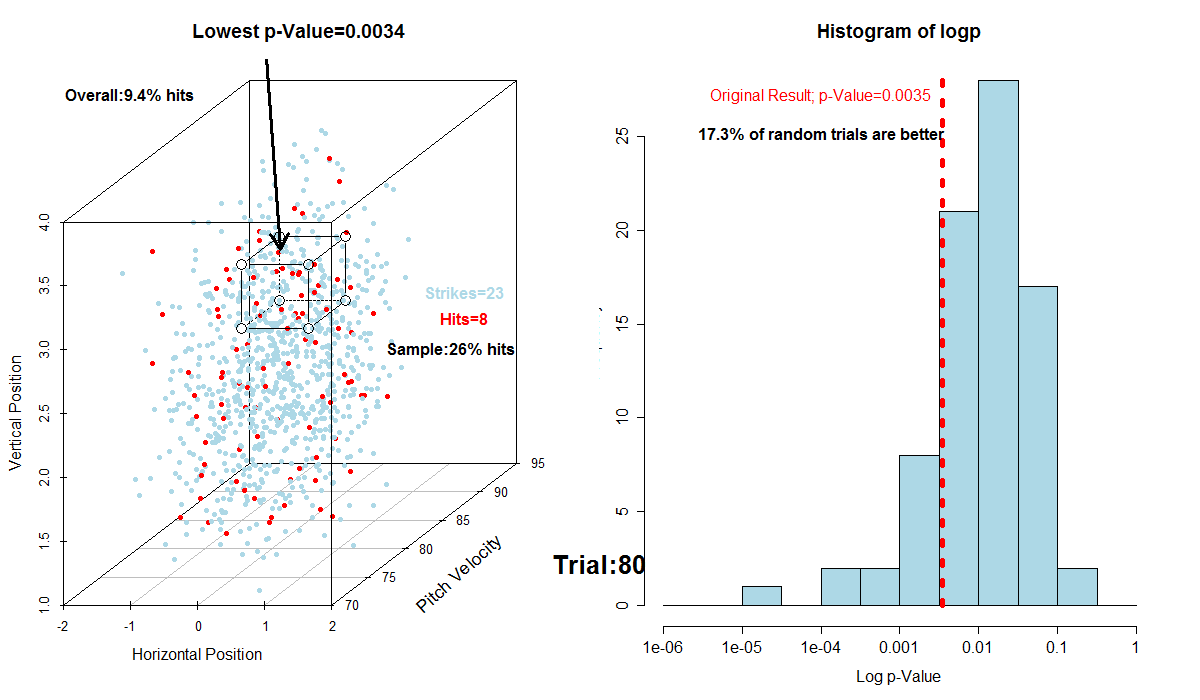 Lowest p-Value=0.0034
Overall:9.4% hits
Strikes=23
Hits=8
Sample:26% hits
4.0
3.5
3.0
2.5
2.0
1.5
1.0
Vertical Position
-2
-1
0
1
2
Horizontal Position
70
75
80
85
90
95
Pitch Velocity
Trial:80
Histogram of logp
Original Result; p-Value=0.0035
17.3% of random trials are better
25
20
15
10
5
0
1e-06
1e-05
1e-04
0.001
0.01
0.1
1
Log p-Value